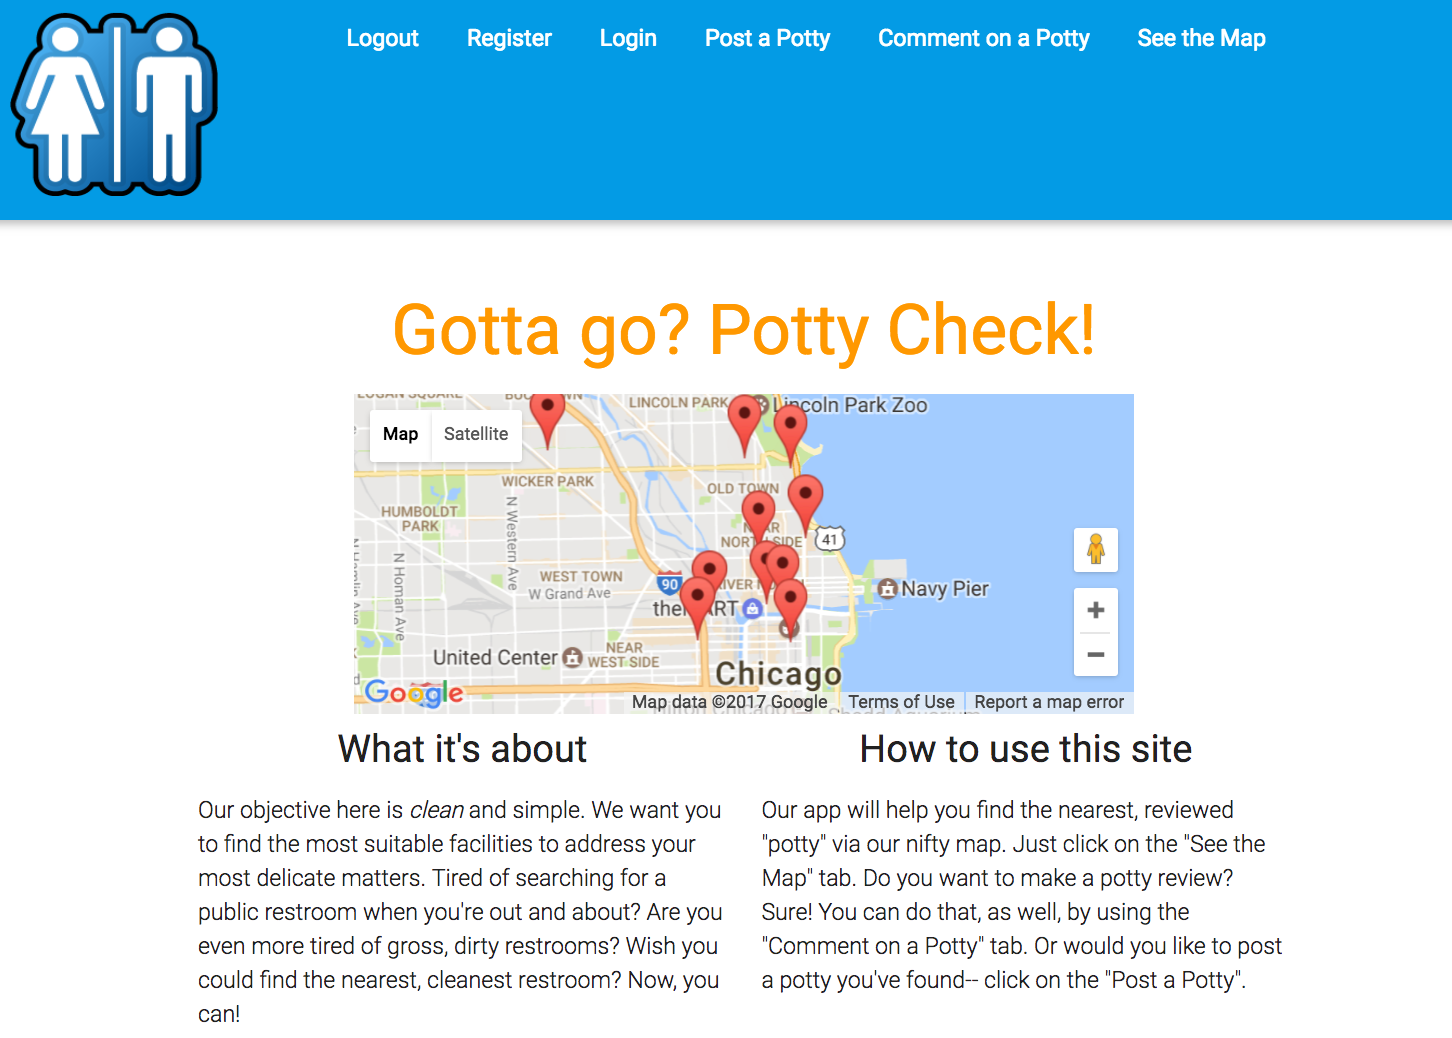 Logout Register Login Post a Potty Comment on a Potty See the Map
Gotta go? Potty Check!
LINCOLN PARK
Lincoln Park Zoo
Map Satellite
WICKER PARK
OLD TOWN
HUMBOLDT
PARK
N Western Ave
NORTH SIDE
41
N Homan Ave
WEST TOWN
W Grand Ave
90
RIVER
Navy Pier
United Center
NEAR
WEST SIDE
Chicago
Google
Map data ©2017 Google Terms of Use Report a map error
What it's about
Our objective here is clean and simple. We want you
to find the most suitable facilities to address your
most delicate matters. Tired of searching for a
public restroom when you're out and about? Are you
even more tired of gross, dirty restrooms? Wish you
could find the nearest, cleanest restroom? Now, you
can!
How to use this site
Our app will help you find the nearest, reviewed
"potty" via our nifty map. Just click on the "See the
Map" tab. Do you want to make a potty review?
Sure! You can do that, as well, by using the
"Comment on a Potty" tab. Or would you like to post
a potty you've found-- click on the "Post a Potty".